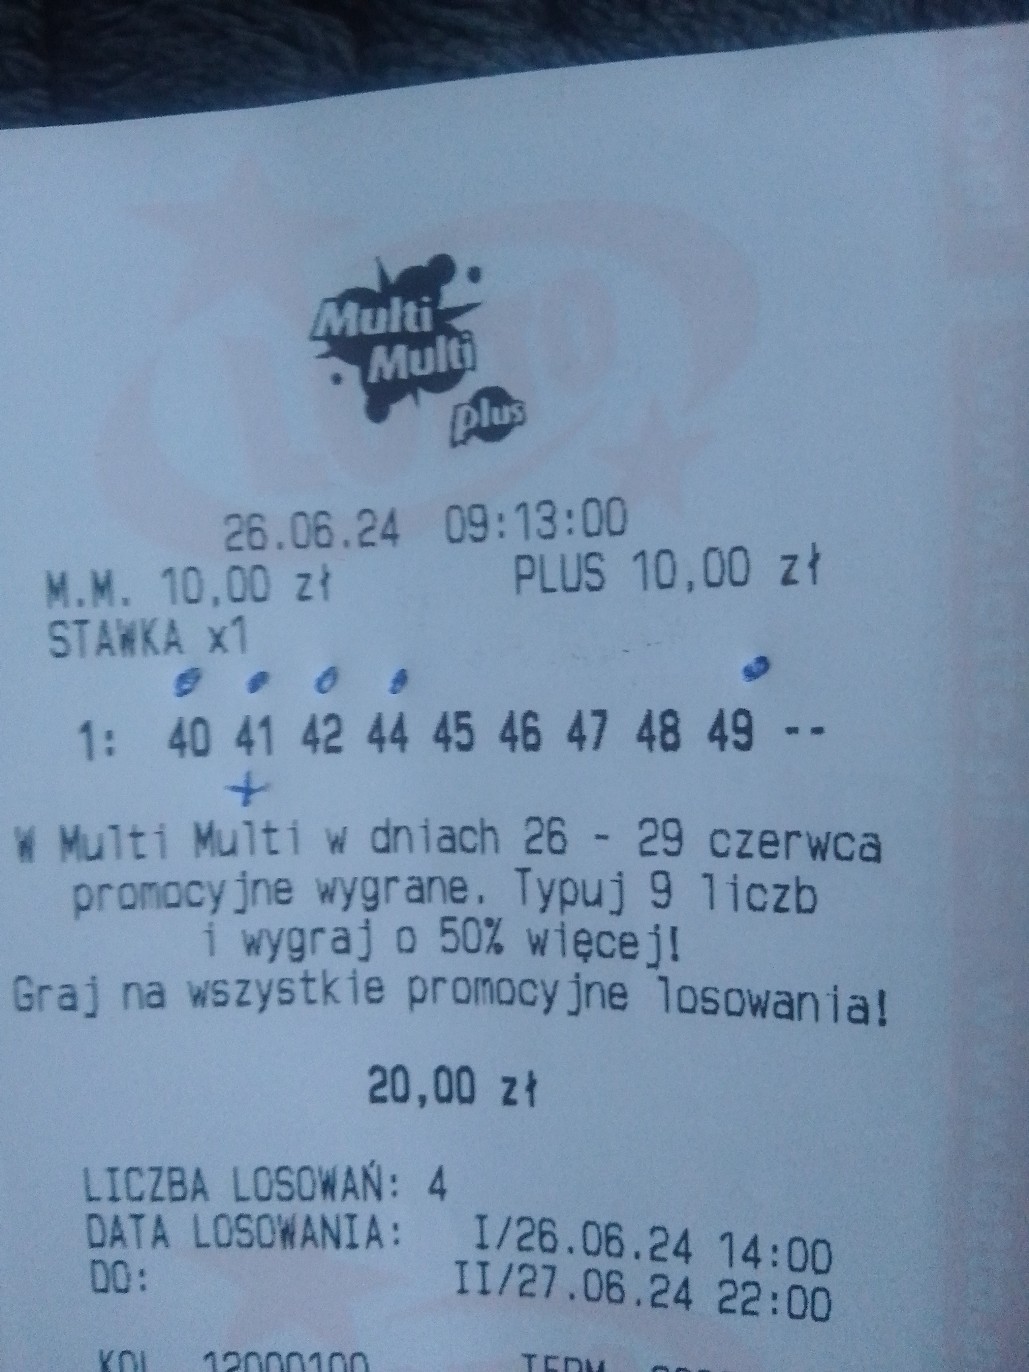 Multi
Multi
plus
26.06.24 09:13:00
M.M. 10,00 zł PLUS 10,00 zł
STAWKA x1
1: 40 41 42 44 45 46 47 48 49 --
+
W Multi Multi w dniach 26 - 29 czerwca
promocyjne wygrane. Typuj 9 liczb
i wygraj o 50% więcej!
Graj na wszystkie promocyjne losowania!
20,00 zł
LICZBA LOSOWAŃ: 4
DATA LOSOWANIA: I/26.06.24 14:00
DO: II/27.06.24 22:00
KOL 12000100